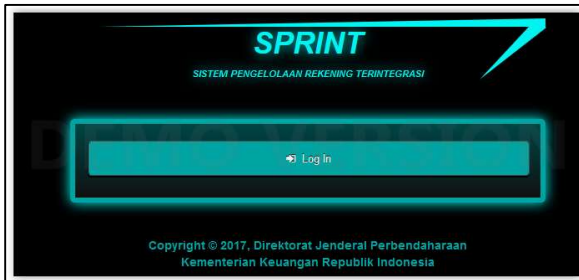 SPRINT
SISTEM PENGELOLAAN REKENING TERINTEGRASI
DEMO VERSION
Log In
Copyright © 2017, Direktorat Jenderal Perbendaharaan
Kementerian Keuangan Republik Indonesia